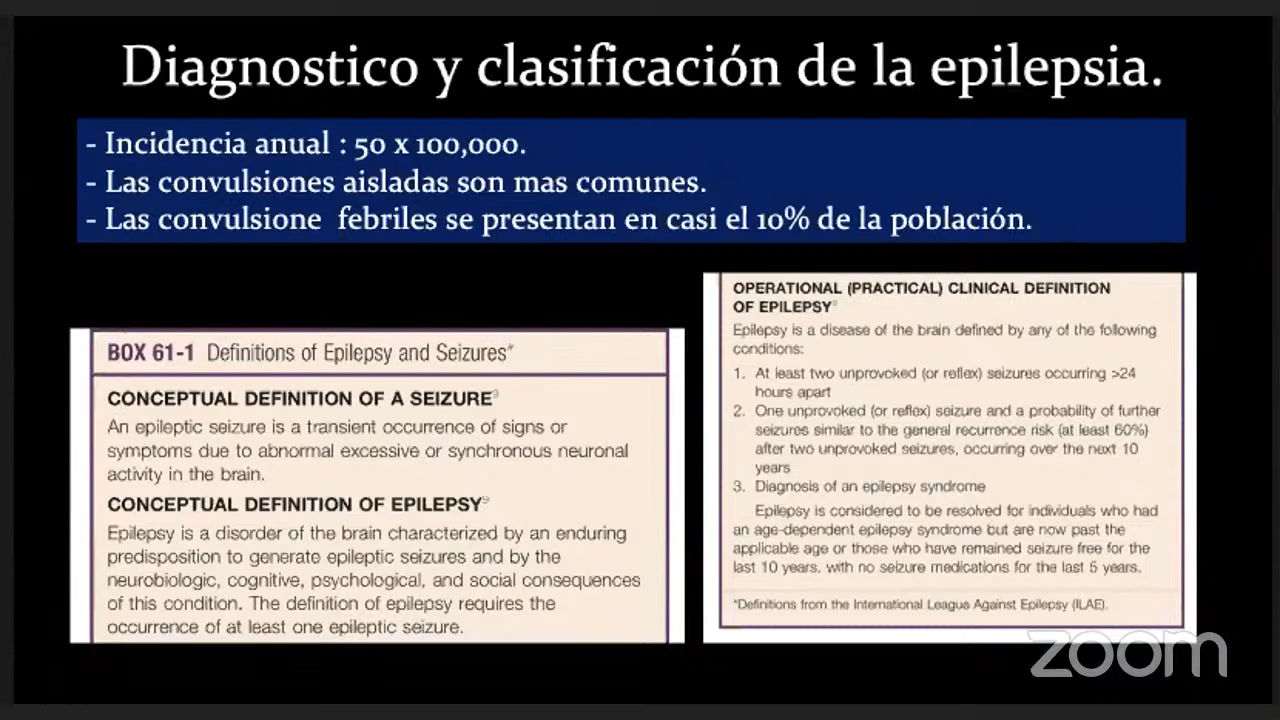 Diagnostico y clasificación de la epilepsia.
- Incidencia anual : 50 x 100,000.
- Las convulsiones aisladas son mas comunes.
- Las convulsione  febriles se presentan en casi el 10% de la población.
BOX 61-1 Definitions of Epilepsy and Seizures*
CONCEPTUAL DEFINITION OF A SEIZURE⁹
An epileptic seizure is a transient occurrence of signs or
symptoms due to abnormal excessive or synchronous neuronal
activity in the brain.
CONCEPTUAL DEFINITION OF EPILEPSY⁹
Epilepsy is a disorder of the brain characterized by an enduring
predisposition to generate epileptic seizures and by the
neurobiologic, cognitive, psychological, and social consequences
of this condition. The definition of epilepsy requires the
occurrence of at least one epileptic seizure.
OPERATIONAL (PRACTICAL) CLINICAL DEFINITION
OF EPILEPSY
Epilepsy is a disease of the brain defined by any of the following
conditions:
1. At least two unprovoked (or reflex) seizures occurring >24
hours apart
2. One unprovoked (or reflex) seizure and a probability of further
seizures similar to the general recurrence risk (at least 60%)
after two unprovoked seizures, occurring over the next 10
years
3. Diagnosis of an epilepsy syndrome
Epilepsy is considered to be resolved for individuals who had
an age-dependent epilepsy syndrome but are now past the
applicable age or those who have remained seizure free for the
last 10 years, with no seizure medications for the last 5 years.
*Definitions from the International League Against Epilepsy (ILAE).
zoom